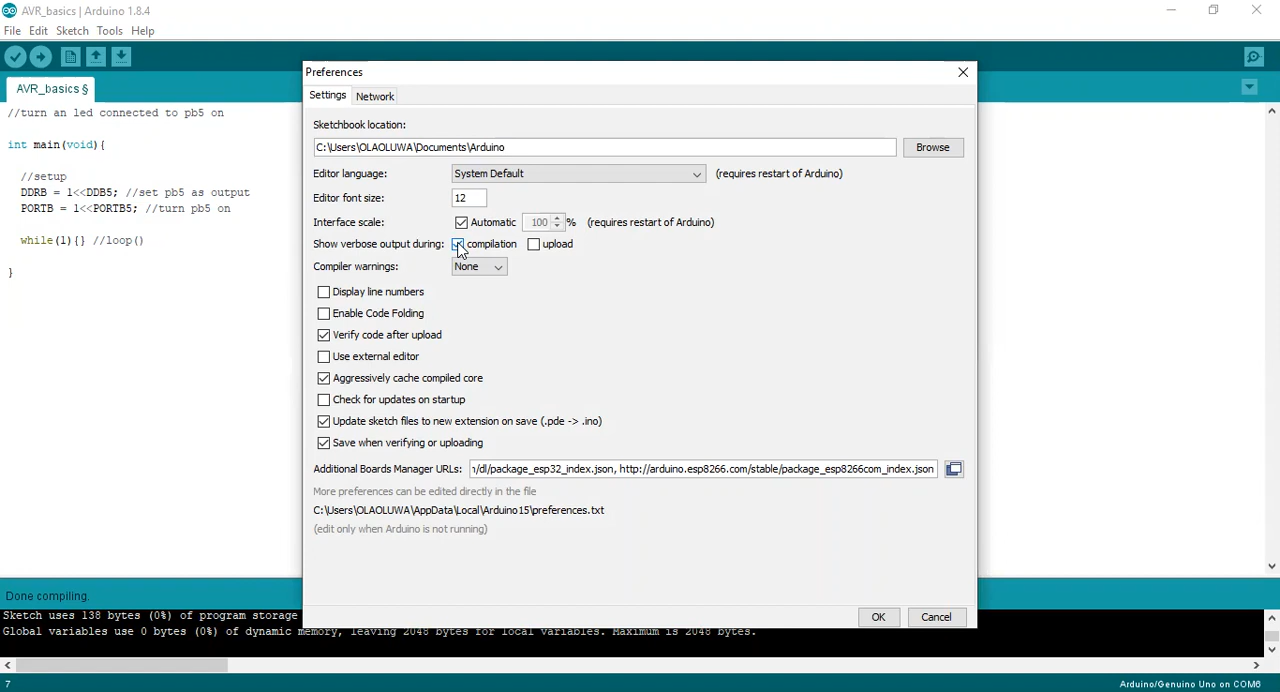 AVR_basics | Arduino 1.8.4
File Edit Sketch Tools Help
AVR_basics §
//turn an led connected to pb5 on
int main(void){
//setup
DDRB = 1<<DDB5; //set pb5 as output
PORTB = 1<<PORTB5; //turn pb5 on
while(1){} //loop()
}
Preferences
Settings Network
Sketchbook location:
C:\Users\OLAOLUWA\Documents\Arduino Browse
Editor language: System Default (requires restart of Arduino)
Editor font size: 12
Interface scale: Automatic 100 % (requires restart of Arduino)
Show verbose output during: compilation upload
Compiler warnings: None
Display line numbers
Enable Code Folding
Verify code after upload
Use external editor
Aggressively cache compiled core
Check for updates on startup
Update sketch files to new extension on save (.pde -> .ino)
Save when verifying or uploading
Additional Boards Manager URLs: /dl/package_esp32_index.json, http://arduino.esp8266.com/stable/package_esp8266com_index.json
More preferences can be edited directly in the file
C:\Users\OLAOLUWA\AppData\Local\Arduino15\preferences.txt
(edit only when Arduino is not running)
OK Cancel
Done compiling.
Sketch uses 138 bytes (0%) of program storage
Global variables use 0 bytes (0%) of dynamic memory, leaving 2048 bytes for local variables. Maximum is 2048 bytes.
7 Arduino/Genuino Uno on COM6